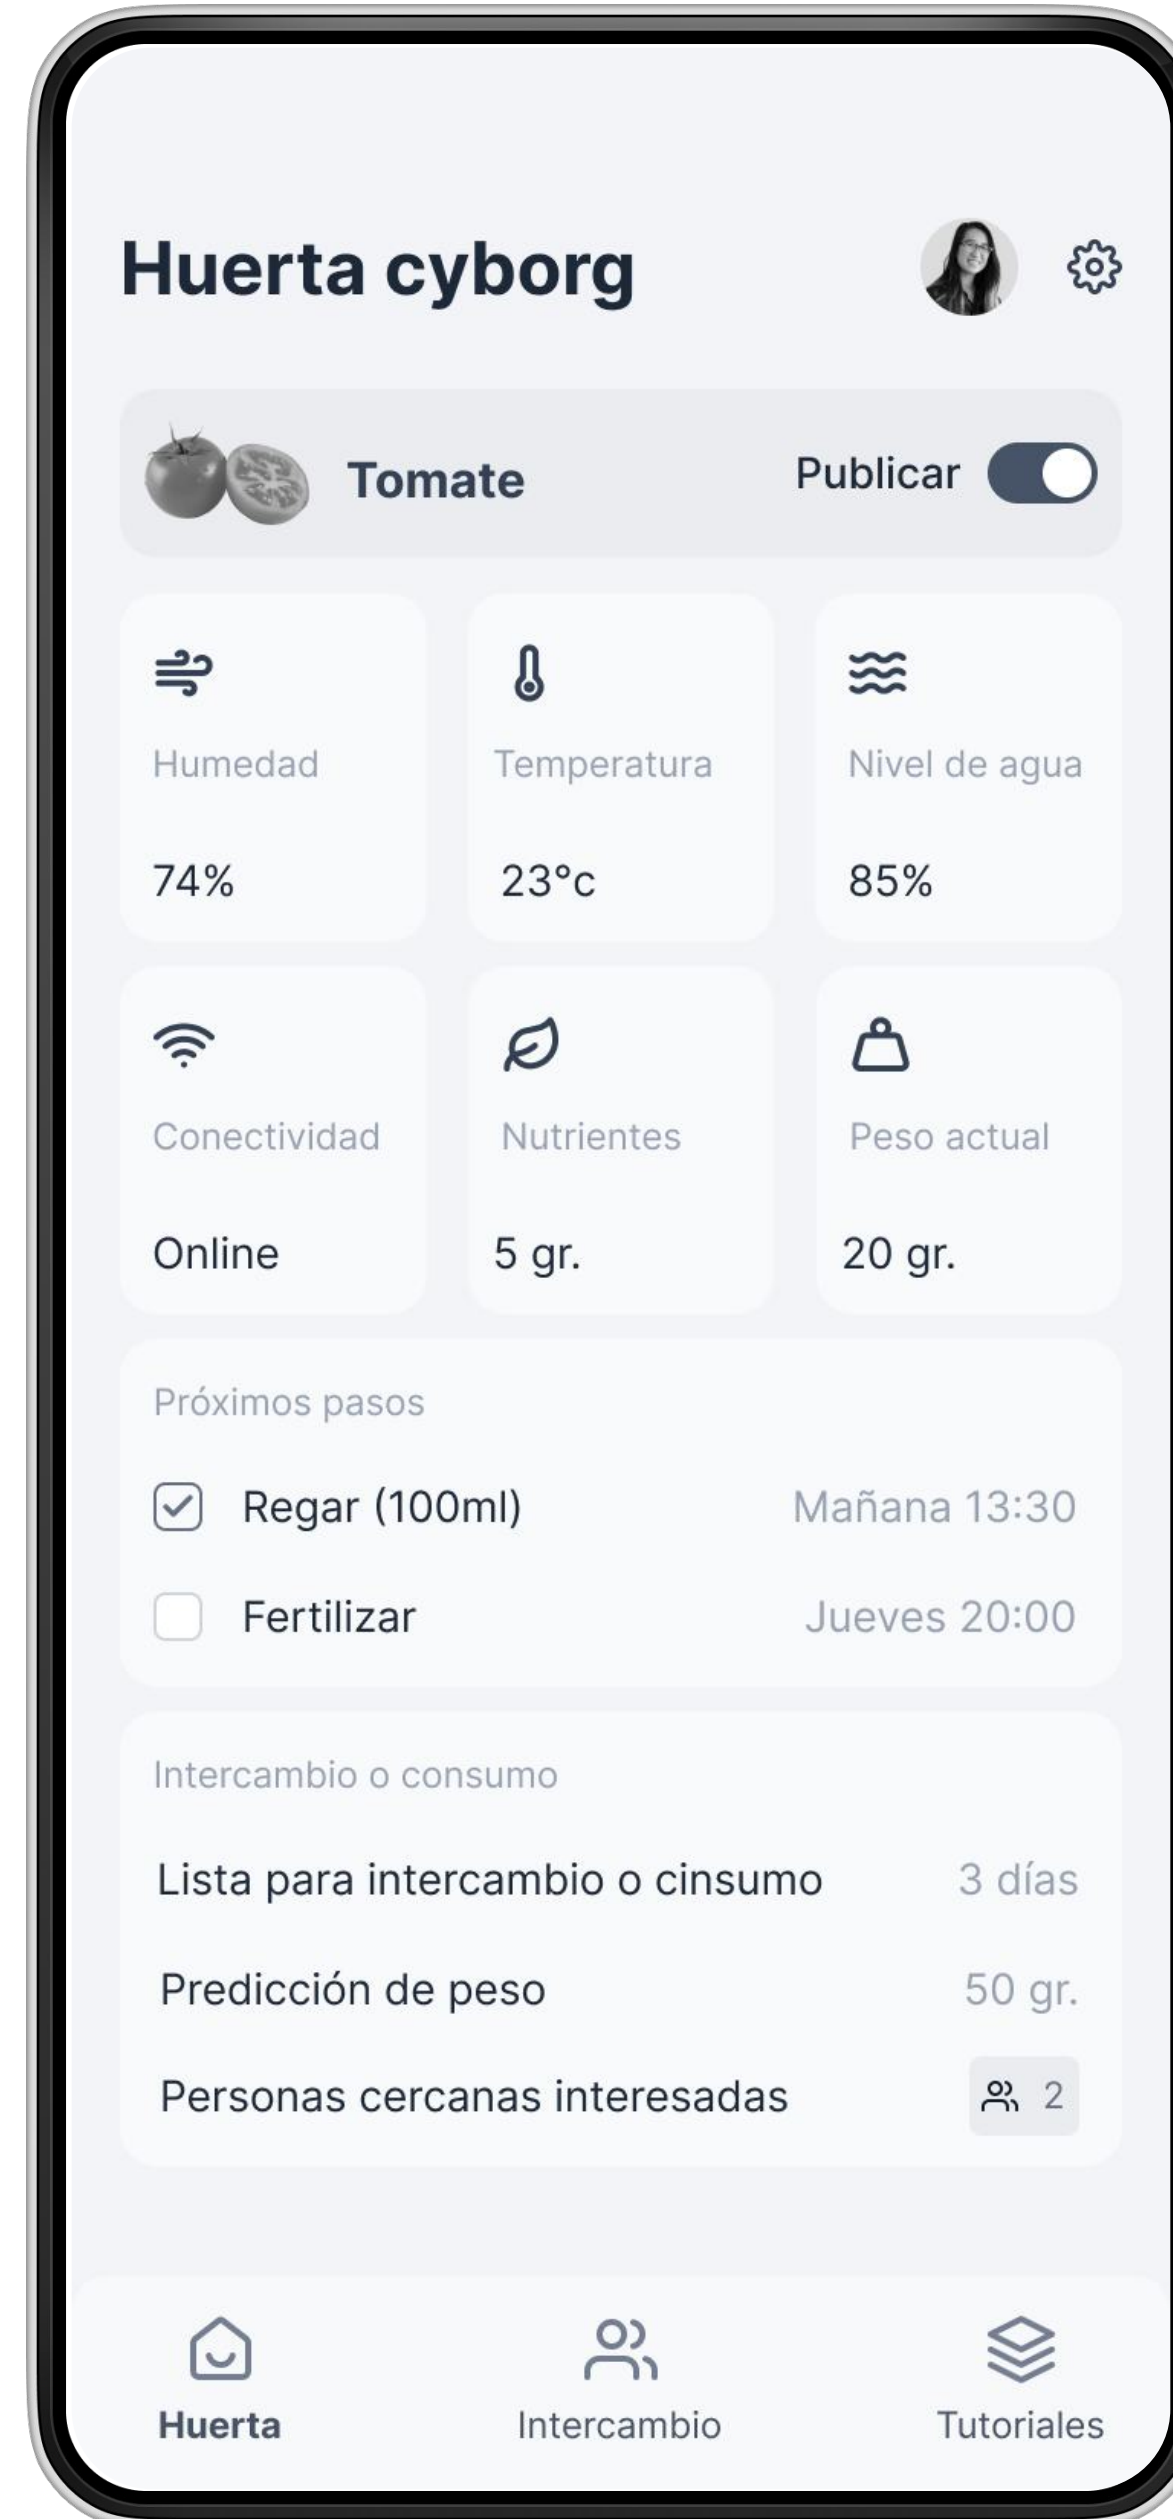 Huerta cyborg
Tomate Publicar
Humedad Temperatura Nivel de agua
74% 23°c 85%
Conectividad Nutrientes Peso actual
Online 5 gr. 20 gr.
Próximos pasos
Regar (100ml) Mañana 13:30
Fertilizar Jueves 20:00
Intercambio o consumo
Lista para intercambio o cinsumo 3 días
Predicción de peso 50 gr.
Personas cercanas interesadas 2
Huerta Intercambio Tutoriales